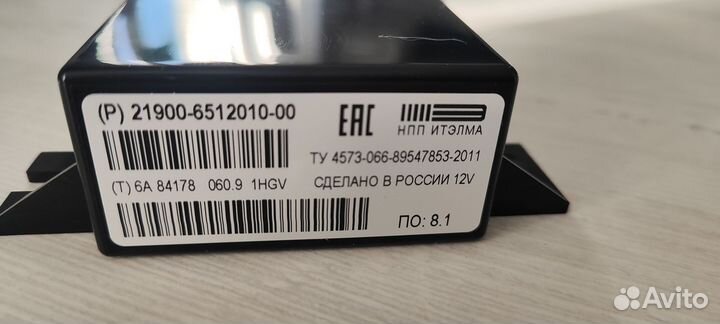 (P) 21900-6512010-00
EAC
НПП ИТЭЛМА
ТУ 4573-066-89547853-2011
(T) 6A 84178 060.9 1HGV
СДЕЛАНО В РОССИИ 12V
ПО: 8.1
Avito